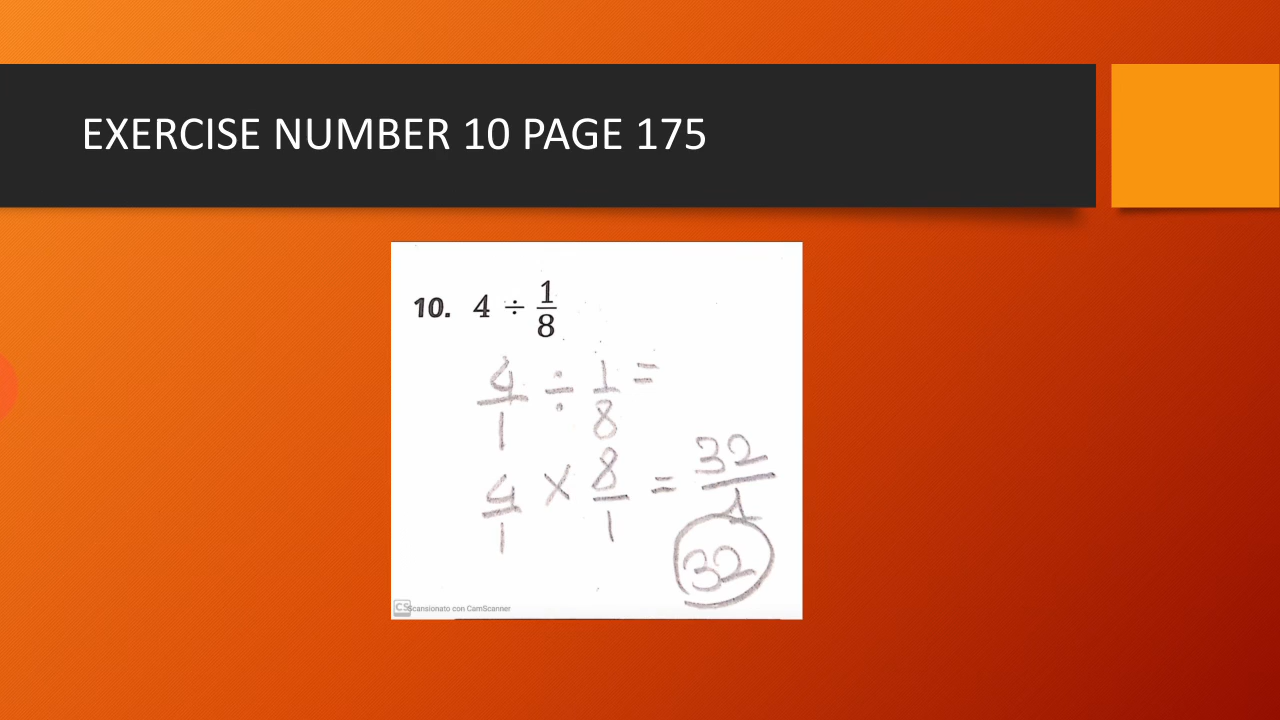 EXERCISE NUMBER 10 PAGE 175
10. 4 ÷ 1/8
4/1 ÷ 1/8 =
4/1 × 8/1 = 32/1
32
CS Scansionato con CamScanner